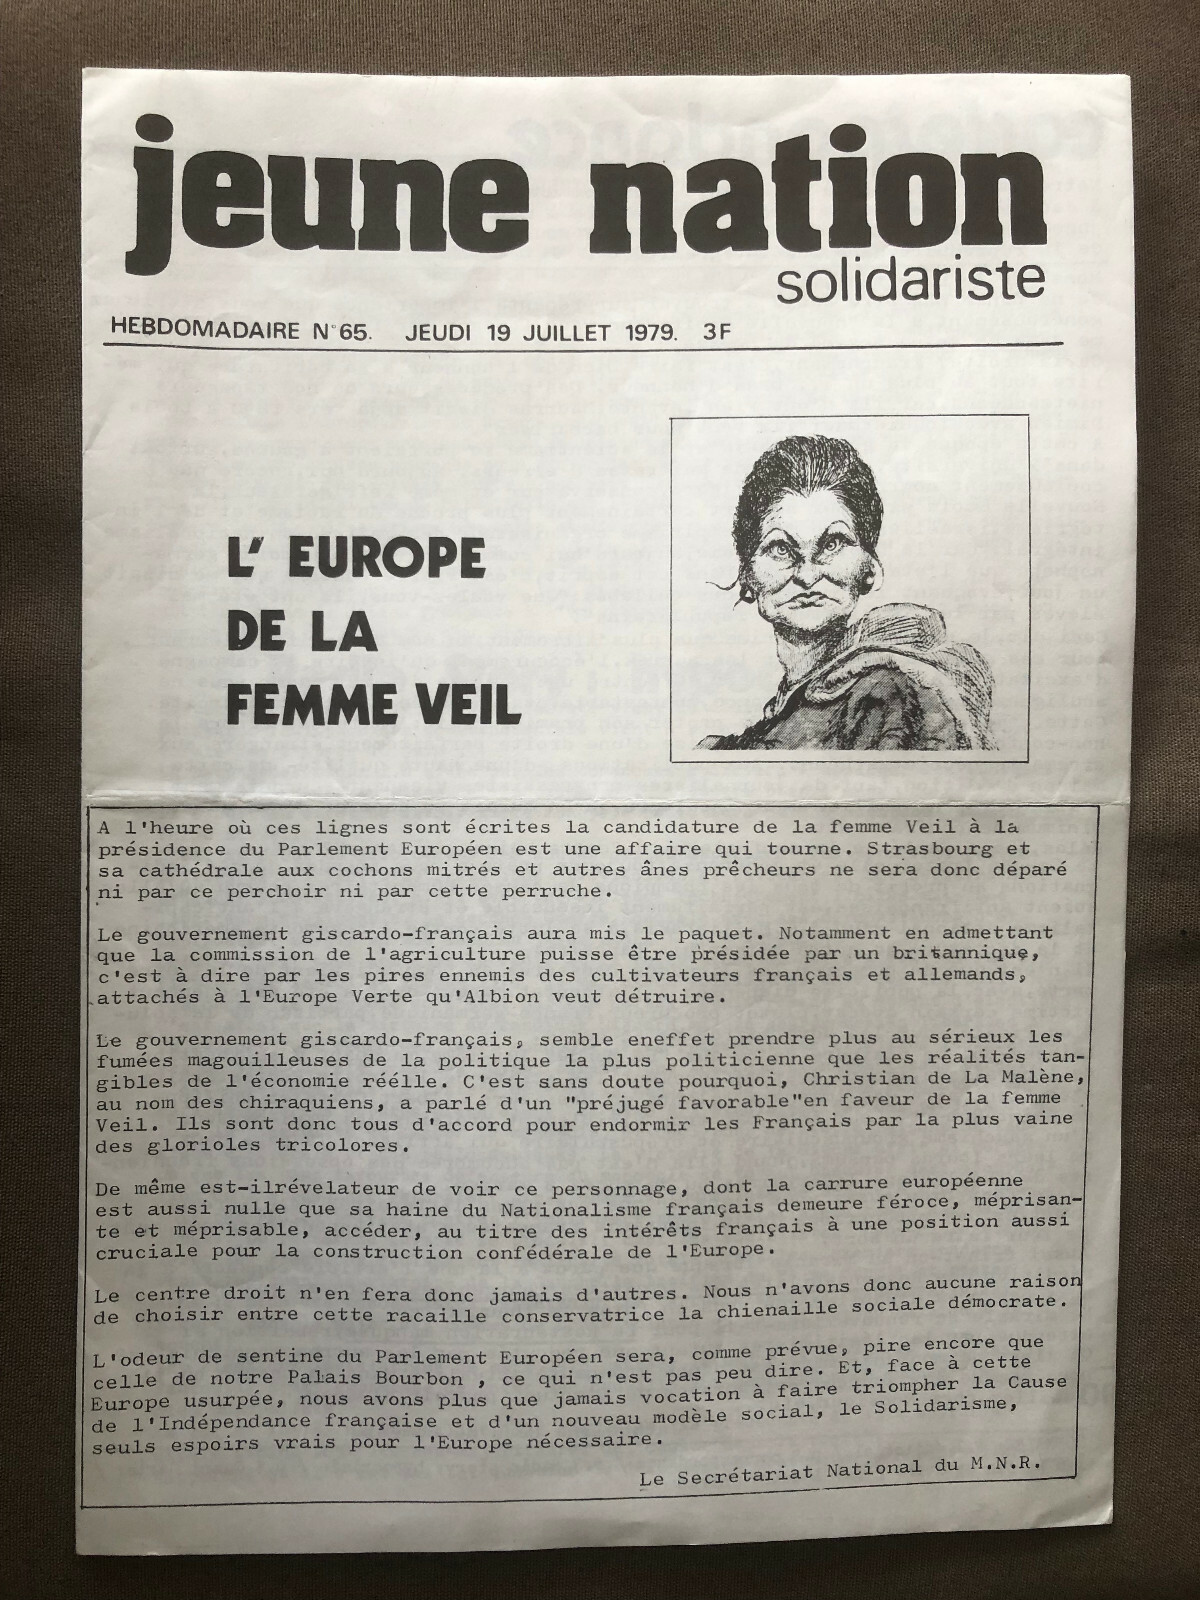 jeune nation
solidariste
HEBDOMADAIRE N°65. JEUDI 19 JUILLET 1979. 3F
L' EUROPE
DE LA
FEMME VEIL
A l'heure où ces lignes sont écrites la candidature de la femme Veil à la
présidence du Parlement Européen est une affaire qui tourne. Strasbourg et
sa cathédrale aux cochons mitrés et autres ânes prêcheurs ne sera donc déparé
ni par ce perchoir ni par cette perruche.
Le gouvernement giscardo-français aura mis le paquet. Notamment en admettant
que la commission de l'agriculture puisse être présidée par un britannique,
c'est à dire par les pires ennemis des cultivateurs français et allemands,
attachés à l'Europe Verte qu'Albion veut détruire.
Le gouvernement giscardo-français, semble eneffet prendre plus au sérieux les
fumées magouilleuses de la politique la plus politicienne que les réalités tan-
gibles de l'économie réélle. C'est sans doute pourquoi, Christian de La Malène,
au nom des chiraquiens, a parlé d'un "préjugé favorable"en faveur de la femme
Veil. Ils sont donc tous d'accord pour endormir les Français par la plus vaine
des glorioles tricolores.
De même est-ilrévelateur de voir ce personnage, dont la carrure européenne
est aussi nulle que sa haine du Nationalisme français demeure féroce, méprisan-
te et méprisable, accéder, au titre des intérêts français à une position aussi
cruciale pour la construction confédérale de l'Europe.
Le centre droit n'en fera donc jamais d'autres. Nous n'avons donc aucune raison
de choisir entre cette racaille conservatrice la chienaille sociale démocrate.
L'odeur de sentine du Parlement Européen sera, comme prévue, pire encore que
celle de notre Palais Bourbon , ce qui n'est pas peu dire. Et, face à cette
Europe usurpée, nous avons plus que jamais vocation à faire triompher la Cause
de l'Indépendance française et d'un nouveau modèle social, le Solidarisme,
seuls espoirs vrais pour l'Europe nécessaire.
Le Secrétariat National du M.N.R.